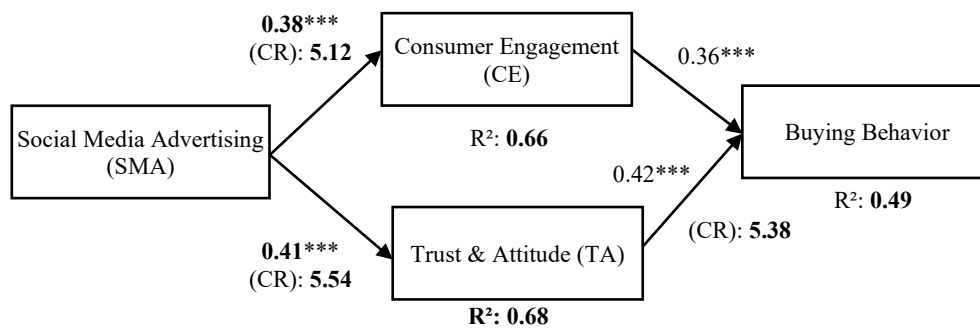 0.38***
(CR): 5.12
Consumer Engagement
(CE)
0.36***
Social Media Advertising
(SMA)
R²: 0.66
Buying Behavior
0.42***
R²: 0.49
(CR): 5.38
0.41***
(CR): 5.54
Trust & Attitude (TA)
R²: 0.68